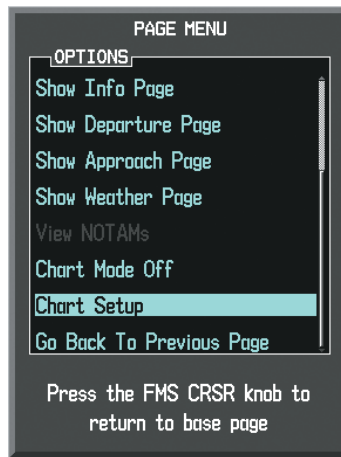 PAGE MENU
OPTIONS
Show Info Page
Show Departure Page
Show Approach Page
Show Weather Page
View NOTAMs
Chart Mode Off
Chart Setup
Go Back To Previous Page
Press the FMS CRSR knob to
return to base page